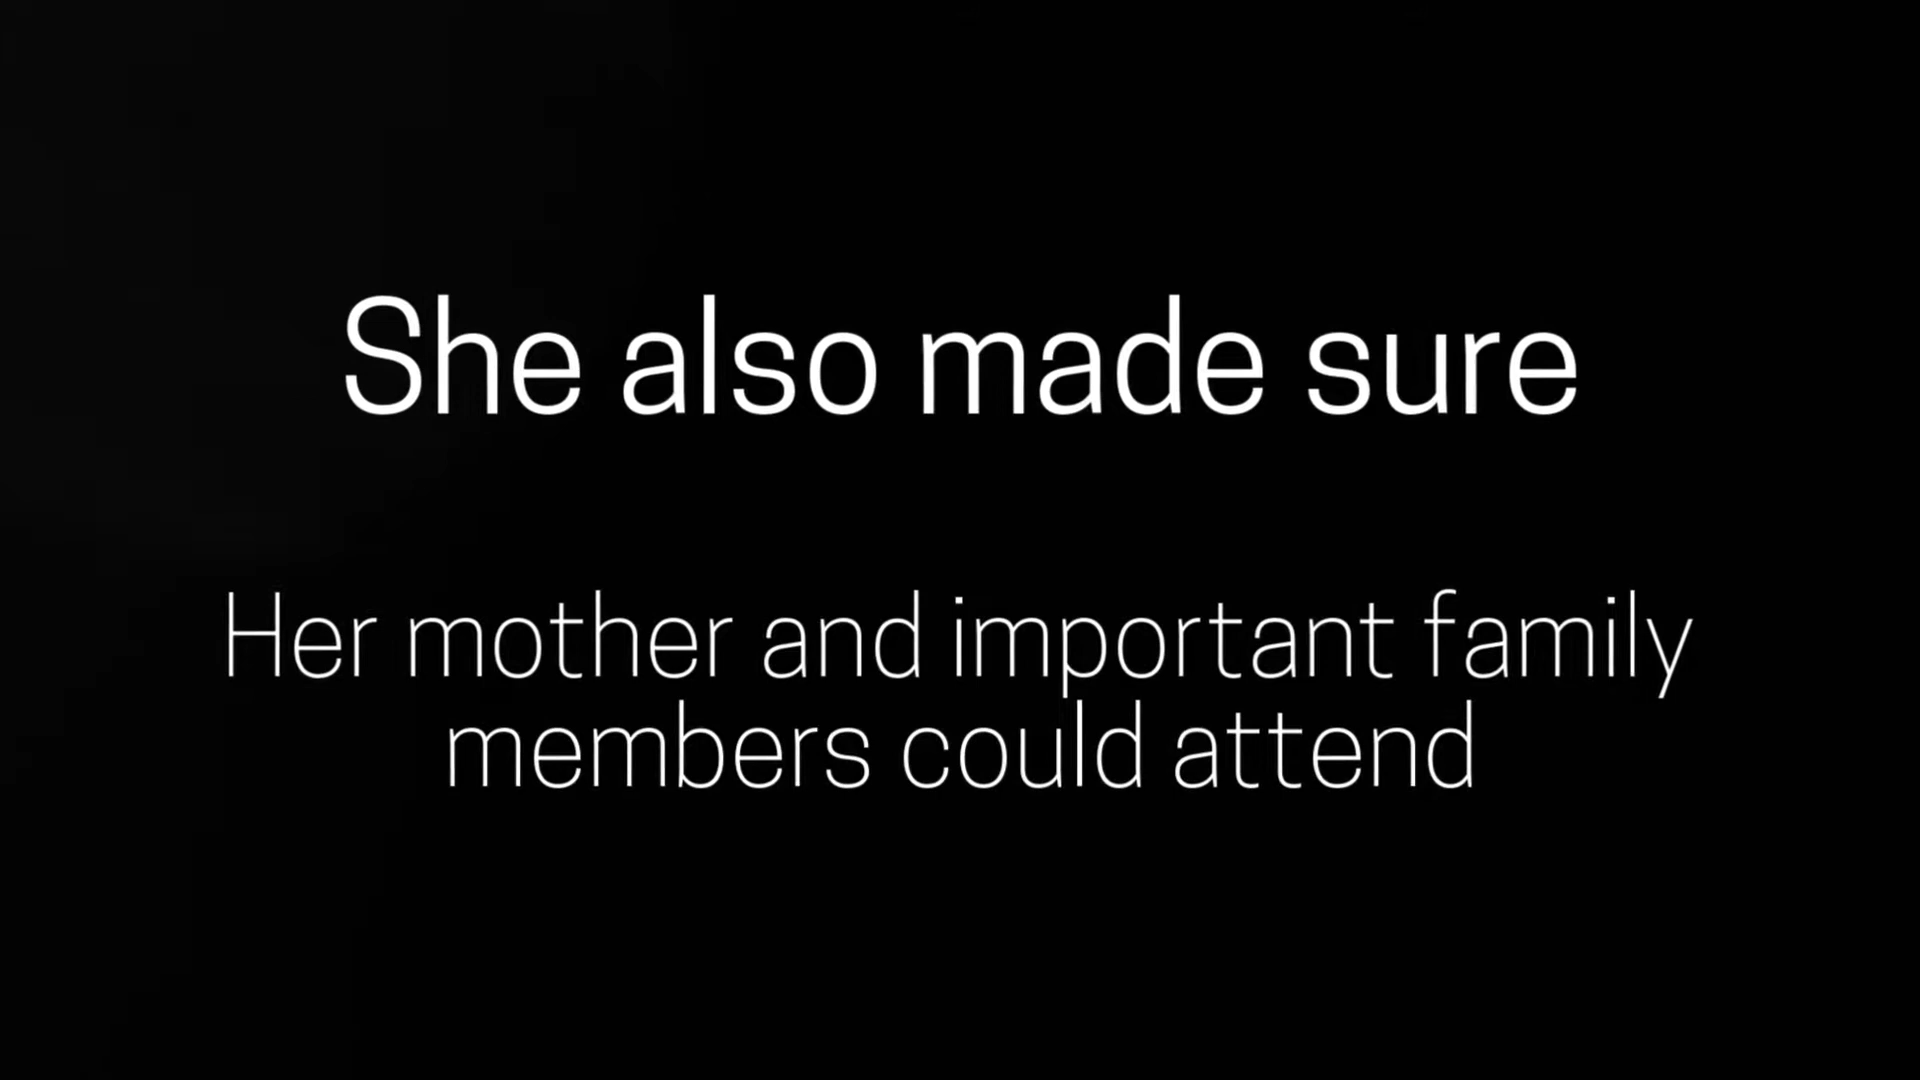 She also made sure
Her mother and important family
members could attend